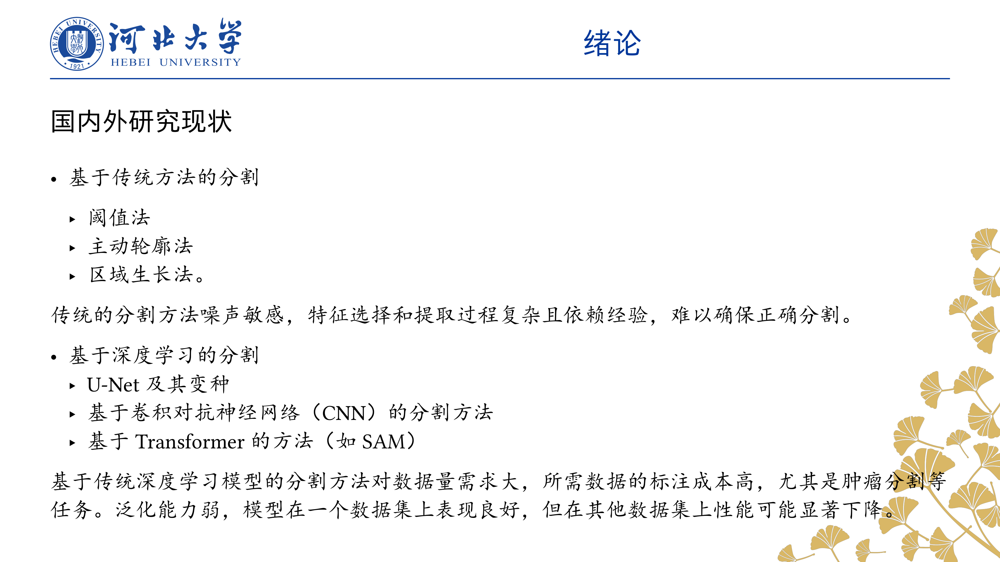 HEBEI UNIVERSITY
河北
大學
1921
河北大学
HEBEI UNIVERSITY
绪论
国内外研究现状
• 基于传统方法的分割
‣ 阈值法
‣ 主动轮廓法
‣ 区域生长法。
传统的分割方法噪声敏感，特征选择和提取过程复杂且依赖经验，难以确保正确分割。
• 基于深度学习的分割
‣ U-Net 及其变种
‣ 基于卷积对抗神经网络（CNN）的分割方法
‣ 基于 Transformer 的方法（如 SAM）
基于传统深度学习模型的分割方法对数据量需求大，所需数据的标注成本高，尤其是肿瘤分割等
任务。泛化能力弱，模型在一个数据集上表现良好，但在其他数据集上性能可能显著下降。